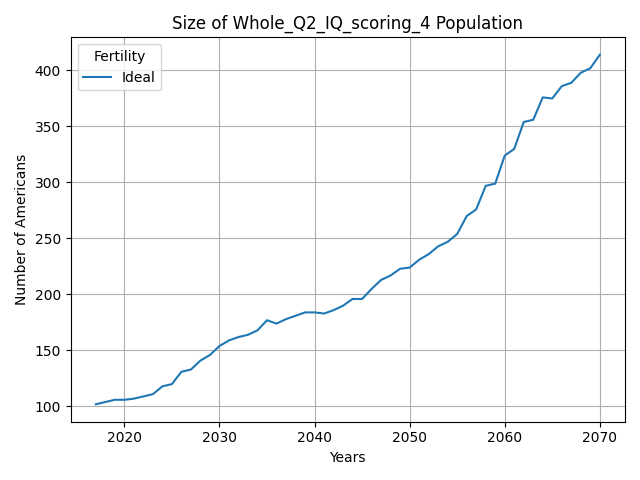 Size of Whole_Q2_IQ_scoring_4 Population
Fertility
Ideal
Number of Americans
400
350
300
250
200
150
100
2020 2030 2040 2050 2060 2070
Years